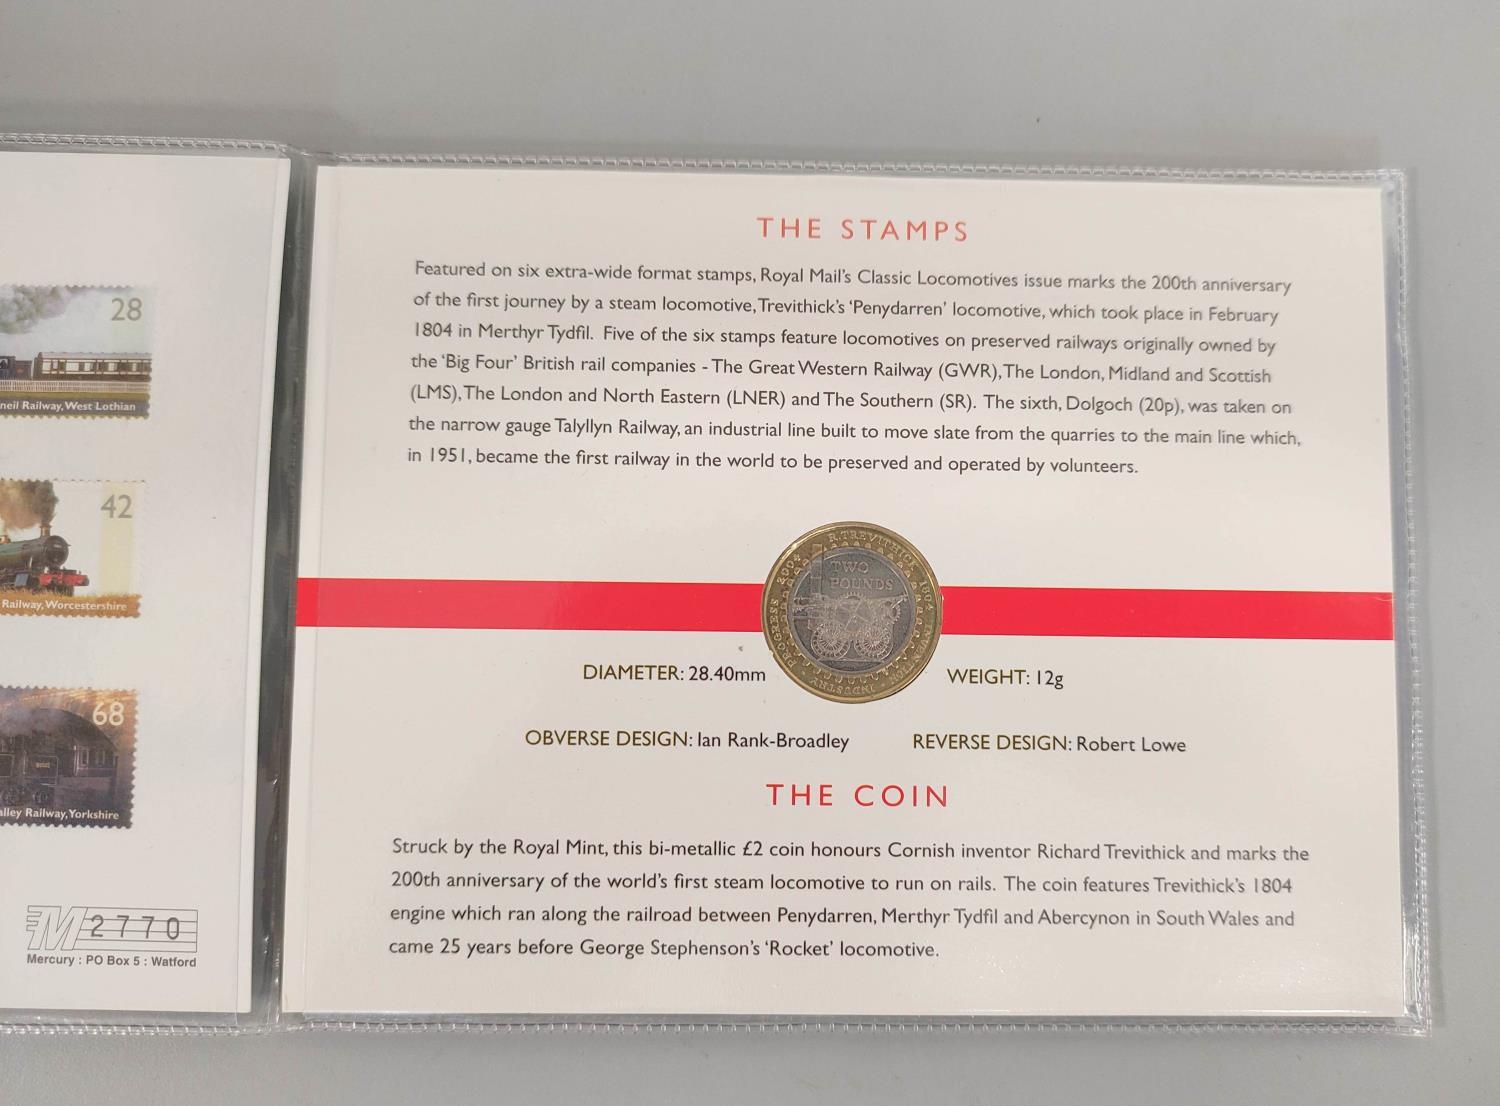 28
neil Railway, West Lothian
42
Railway, Worcestershire
68
alley Railway, Yorkshire
M 2770
Mercury : PO Box 5 : Watford
THE STAMPS
Featured on six extra-wide format stamps, Royal Mail's Classic Locomotives issue marks the 200th anniversary
of the first journey by a steam locomotive, Trevithick's 'Penydarren' locomotive, which took place in February
1804 in Merthyr Tydfil. Five of the six stamps feature locomotives on preserved railways originally owned by
the 'Big Four' British rail companies - The Great Western Railway (GWR), The London, Midland and Scottish
(LMS), The London and North Eastern (LNER) and The Southern (SR). The sixth, Dolgoch (20p), was taken on
the narrow gauge Talyllyn Railway, an industrial line built to move slate from the quarries to the main line which,
in 1951, became the first railway in the world to be preserved and operated by volunteers.
R.TREVITHICK 1804 INVENTION · INDUSTRY · PROGRESS 2004
TWO
POUNDS
DIAMETER: 28.40mm
WEIGHT: 12g
OBVERSE DESIGN: Ian Rank-Broadley
REVERSE DESIGN: Robert Lowe
THE COIN
Struck by the Royal Mint, this bi-metallic £2 coin honours Cornish inventor Richard Trevithick and marks the
200th anniversary of the world's first steam locomotive to run on rails. The coin features Trevithick's 1804
engine which ran along the railroad between Penydarren, Merthyr Tydfil and Abercynon in South Wales and
came 25 years before George Stephenson's 'Rocket' locomotive.